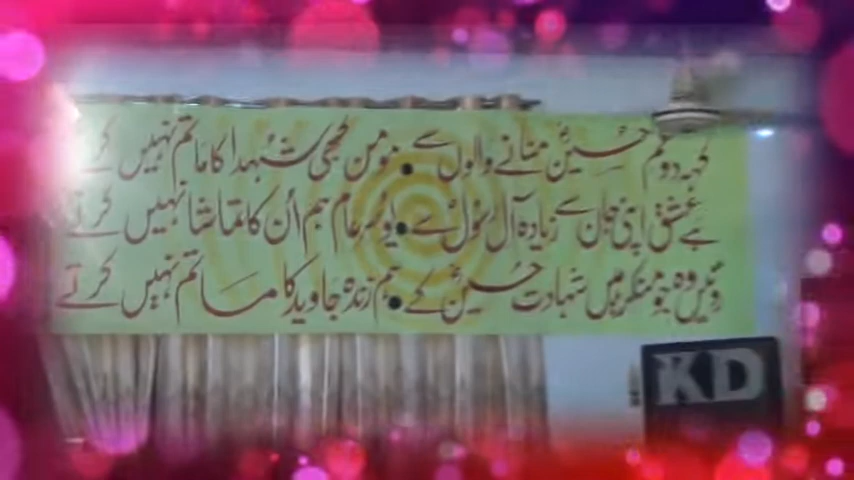 کہہ دو غم حسینؑ منانے والوں سے • مومن کبھی شہدا کا ماتم نہیں کرتے
ہے عشق اپنی جان سے زیادہ آل رسولؐ سے • یوں سر عام ہم اُن کا تماشا نہیں کرتے
روئیں وہ جو منکر ہیں شہادت حسینؑ کے • ہم زندہ جاوید کا ماتم نہیں کرتے
KD